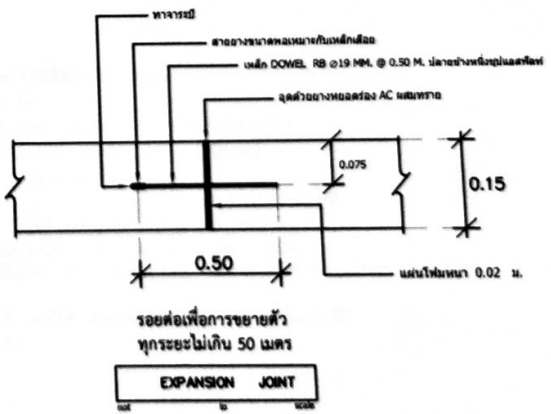 ทาจาระบี
สายยางขนาดพอเหมาะกับเหล็กเดือย
เหล็ก DOWEL RB ⌀19 MM. @ 0.50 M. ปลายข้างหนึ่งชุปแอสฟัลท์
อุดด้วยยางหยอดร่อง AC ผสมทราย
0.075
0.15
0.50
แผ่นโฟมหนา 0.02 ม.
รอยต่อเพื่อการขยายตัว
ทุกระยะไม่เกิน 50 เมตร
EXPANSION JOINT
not to scale